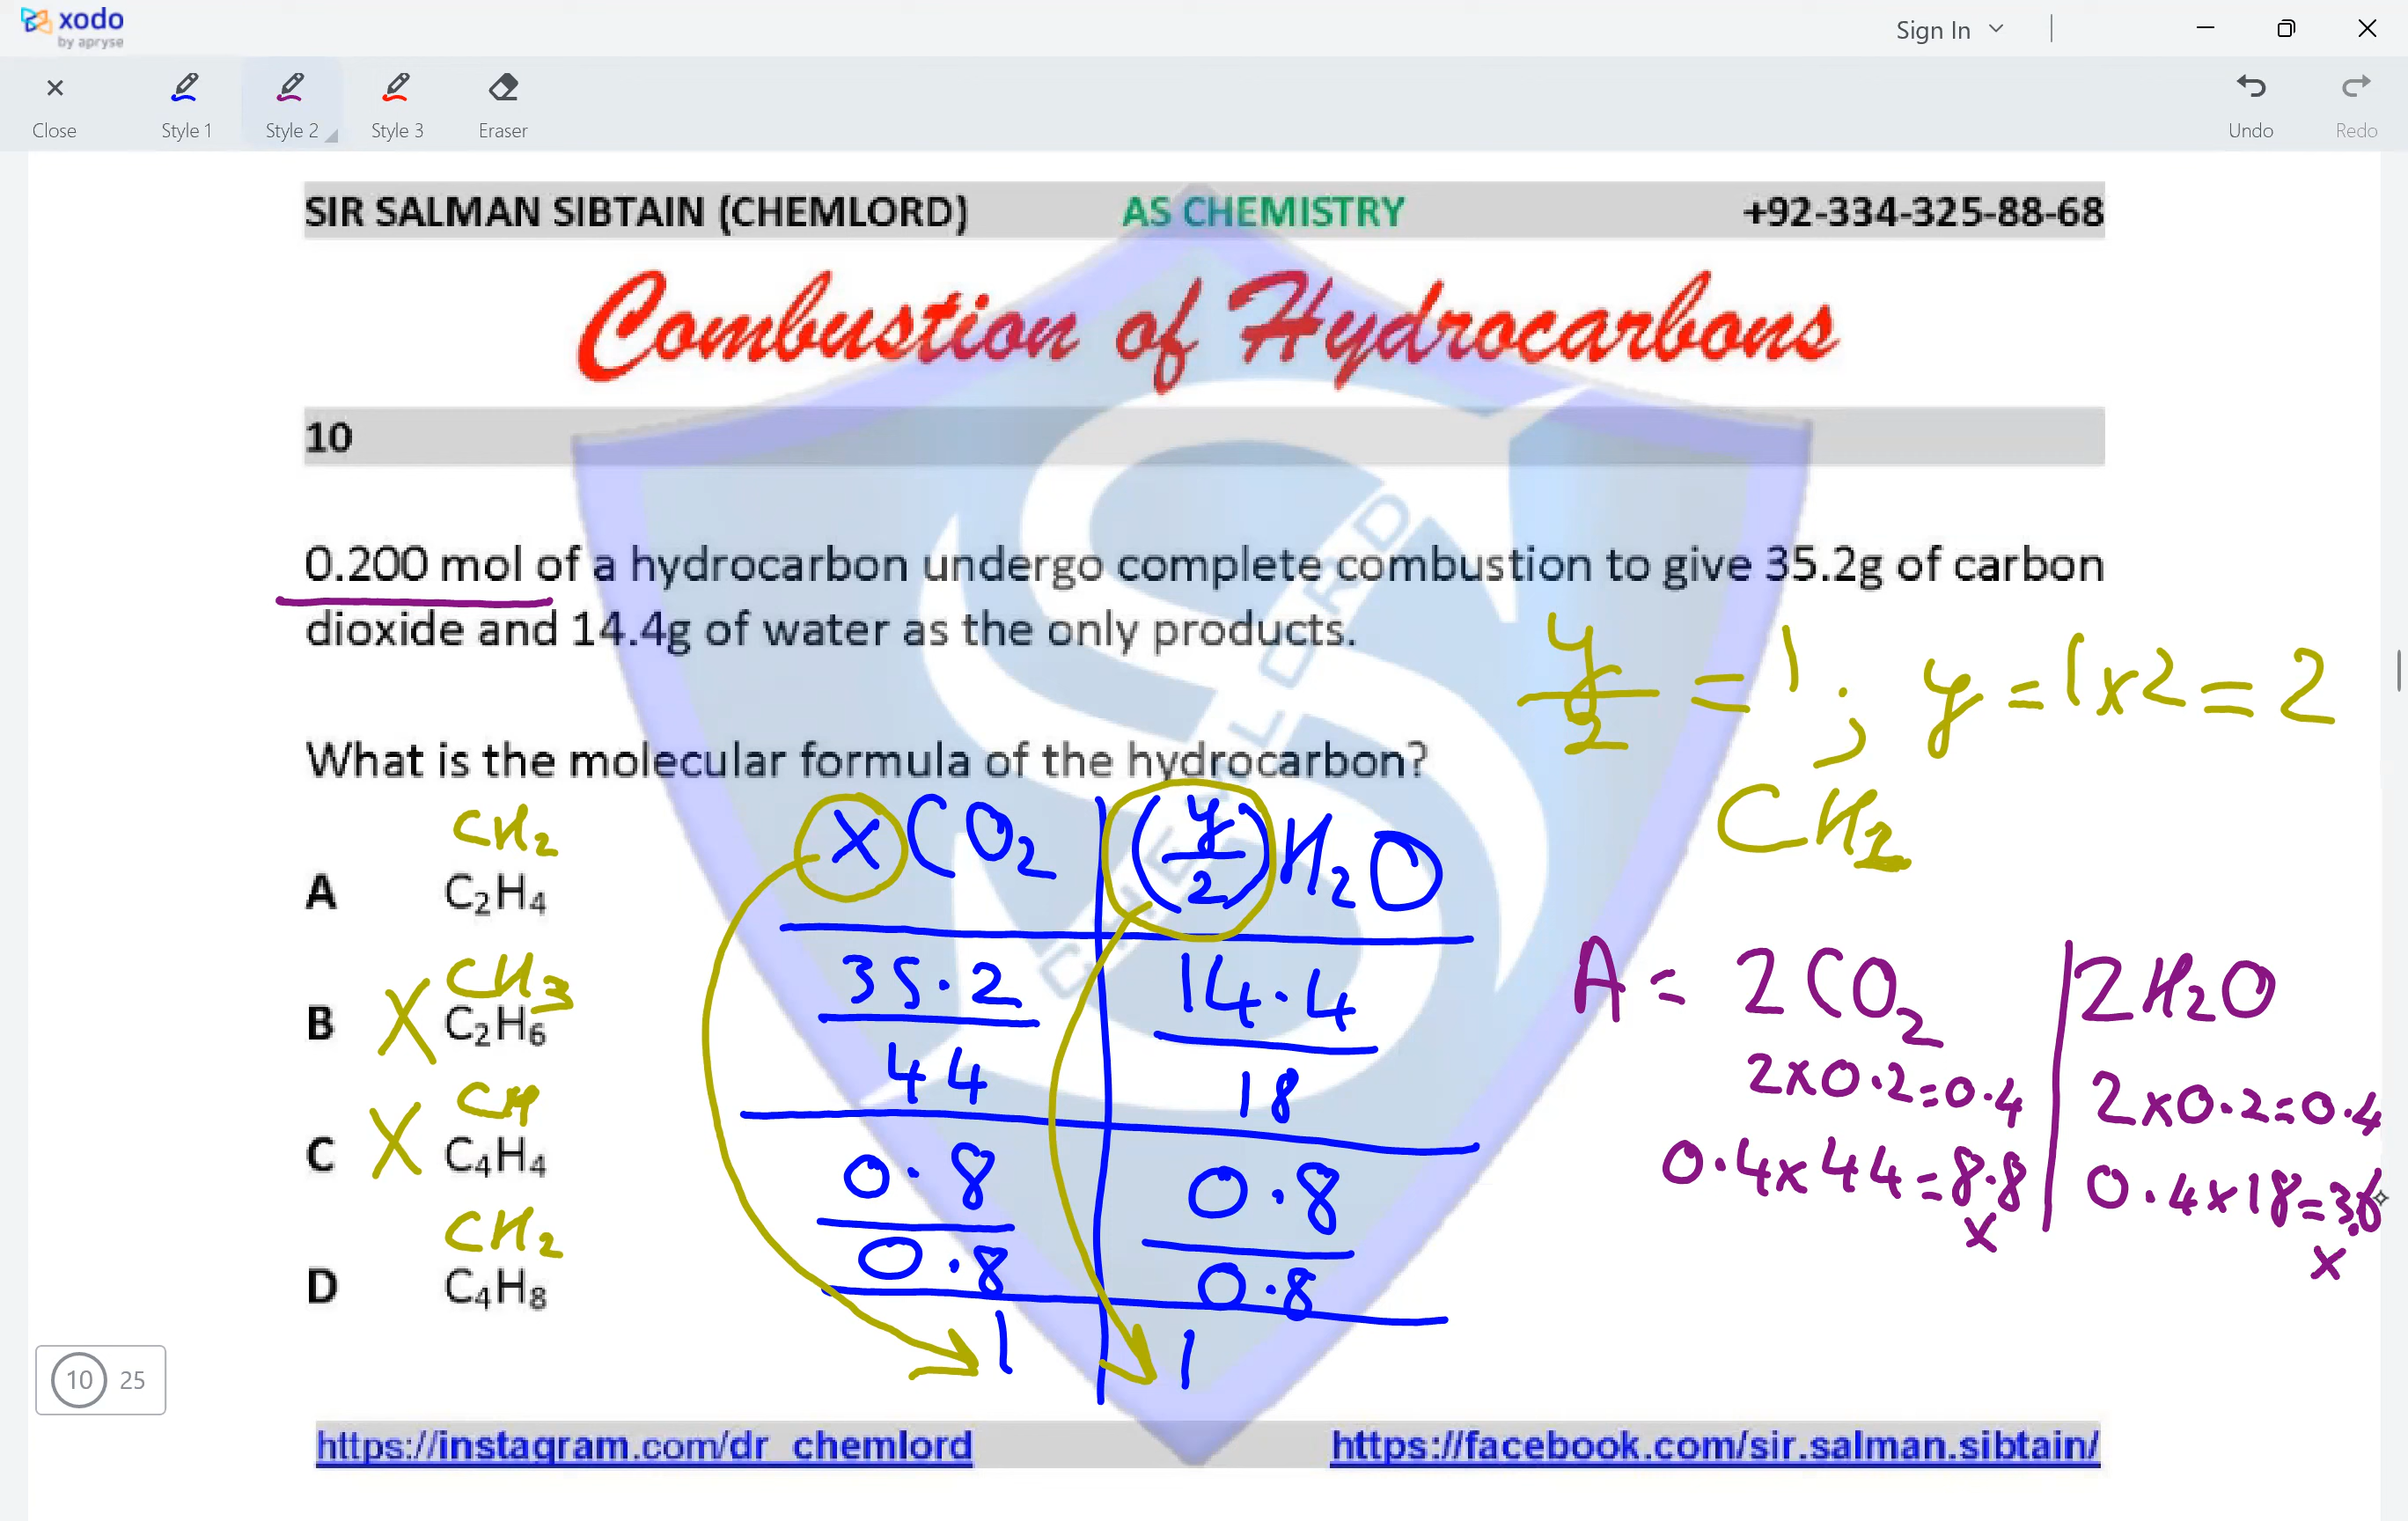 xodo
by apryse
Sign In
Close
Style 1
Style 2
Style 3
Eraser
Undo
Redo
SIR SALMAN SIBTAIN (CHEMLORD) AS CHEMISTRY +92-334-325-88-68
Combustion of Hydrocarbons
10
0.200 mol of a hydrocarbon undergo complete combustion to give 35.2g of carbon
dioxide and 14.4g of water as the only products.
y/2 = 1 ; y = 1x2 = 2
CH2
What is the molecular formula of the hydrocarbon?
CH2
A C2H4
CH3
B X C2H6
CH
C X C4H4
CH2
D C4H8
XCO2 (y/2)H2O
35.2 14.4
44 18
0.8 0.8
0.8 0.8
1 1
A = 2CO2 2H2O
2x0.2=0.4 2x0.2=0.4
0.4x44=8.8 0.4x18=3.6
x x
CHEMLORD
10 25
https://instagram.com/dr_chemlord https://facebook.com/sir.salman.sibtain/